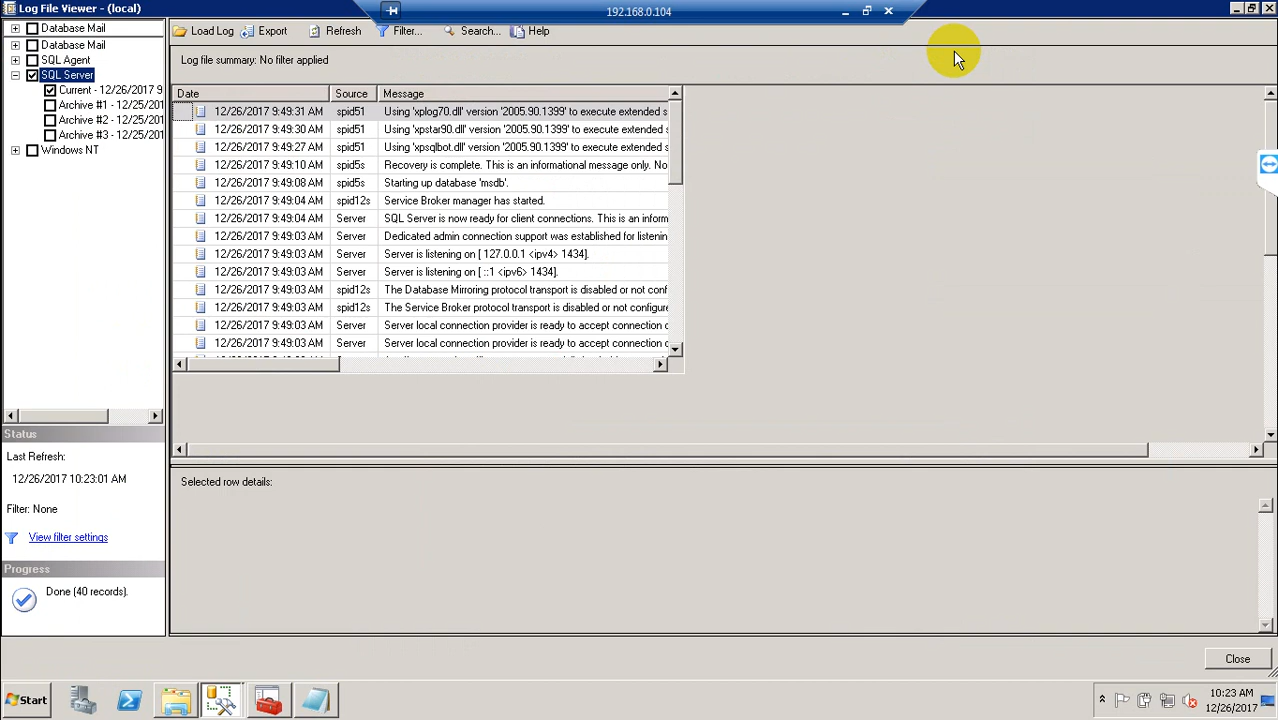 Log File Viewer - (local)
192.168.0.104
Database Mail
Database Mail
SQL Agent
SQL Server
Current - 12/26/2017 9
Archive #1 - 12/25/201
Archive #2 - 12/25/201
Archive #3 - 12/25/201
Windows NT
Load Log Export Refresh Filter... Search... Help
Log file summary: No filter applied
Date Source Message
12/26/2017 9:49:31 AM spid51 Using 'xplog70.dll' version '2005.90.1399' to execute extended s
12/26/2017 9:49:30 AM spid51 Using 'xpstar90.dll' version '2005.90.1399' to execute extended s
12/26/2017 9:49:27 AM spid51 Using 'xpsqlbot.dll' version '2005.90.1399' to execute extended s
12/26/2017 9:49:10 AM spid5s Recovery is complete. This is an informational message only. No
12/26/2017 9:49:08 AM spid5s Starting up database 'msdb'.
12/26/2017 9:49:04 AM spid12s Service Broker manager has started.
12/26/2017 9:49:04 AM Server SQL Server is now ready for client connections. This is an inform
12/26/2017 9:49:04 AM Server Dedicated admin connection support was established for listenin
12/26/2017 9:49:03 AM Server Server is listening on [ 127.0.0.1 <ipv4> 1434].
12/26/2017 9:49:03 AM Server Server is listening on [ ::1 <ipv6> 1434].
12/26/2017 9:49:03 AM spid12s The Database Mirroring protocol transport is disabled or not conf
12/26/2017 9:49:03 AM spid12s The Service Broker protocol transport is disabled or not configure
12/26/2017 9:49:03 AM Server Server local connection provider is ready to accept connection o
12/26/2017 9:49:03 AM Server Server local connection provider is ready to accept connection o
Status
Last Refresh:
12/26/2017 10:23:01 AM
Filter: None
View filter settings
Progress
Done (40 records).
Selected row details:
Close
Start
10:23 AM
12/26/2017